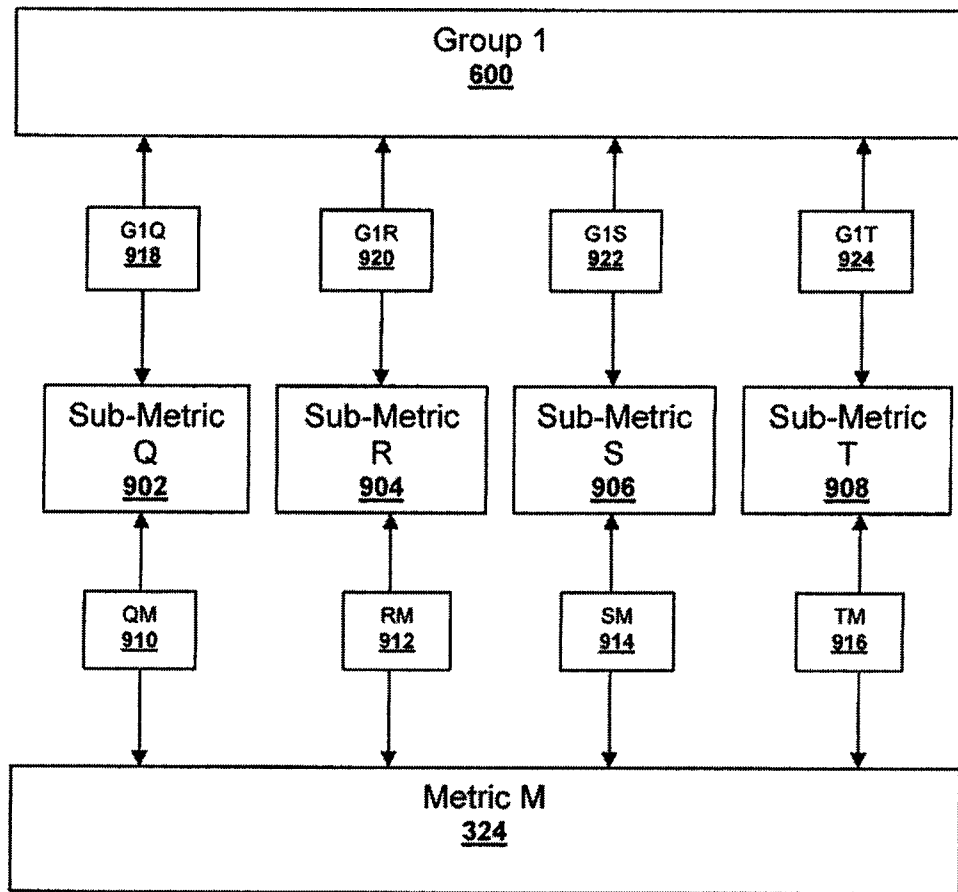 Group 1
600
G1Q
918
G1R
920
G1S
922
G1T
924
Sub-Metric
Q
902
Sub-Metric
R
904
Sub-Metric
S
906
Sub-Metric
T
908
QM
910
RM
912
SM
914
TM
916
Metric M
324